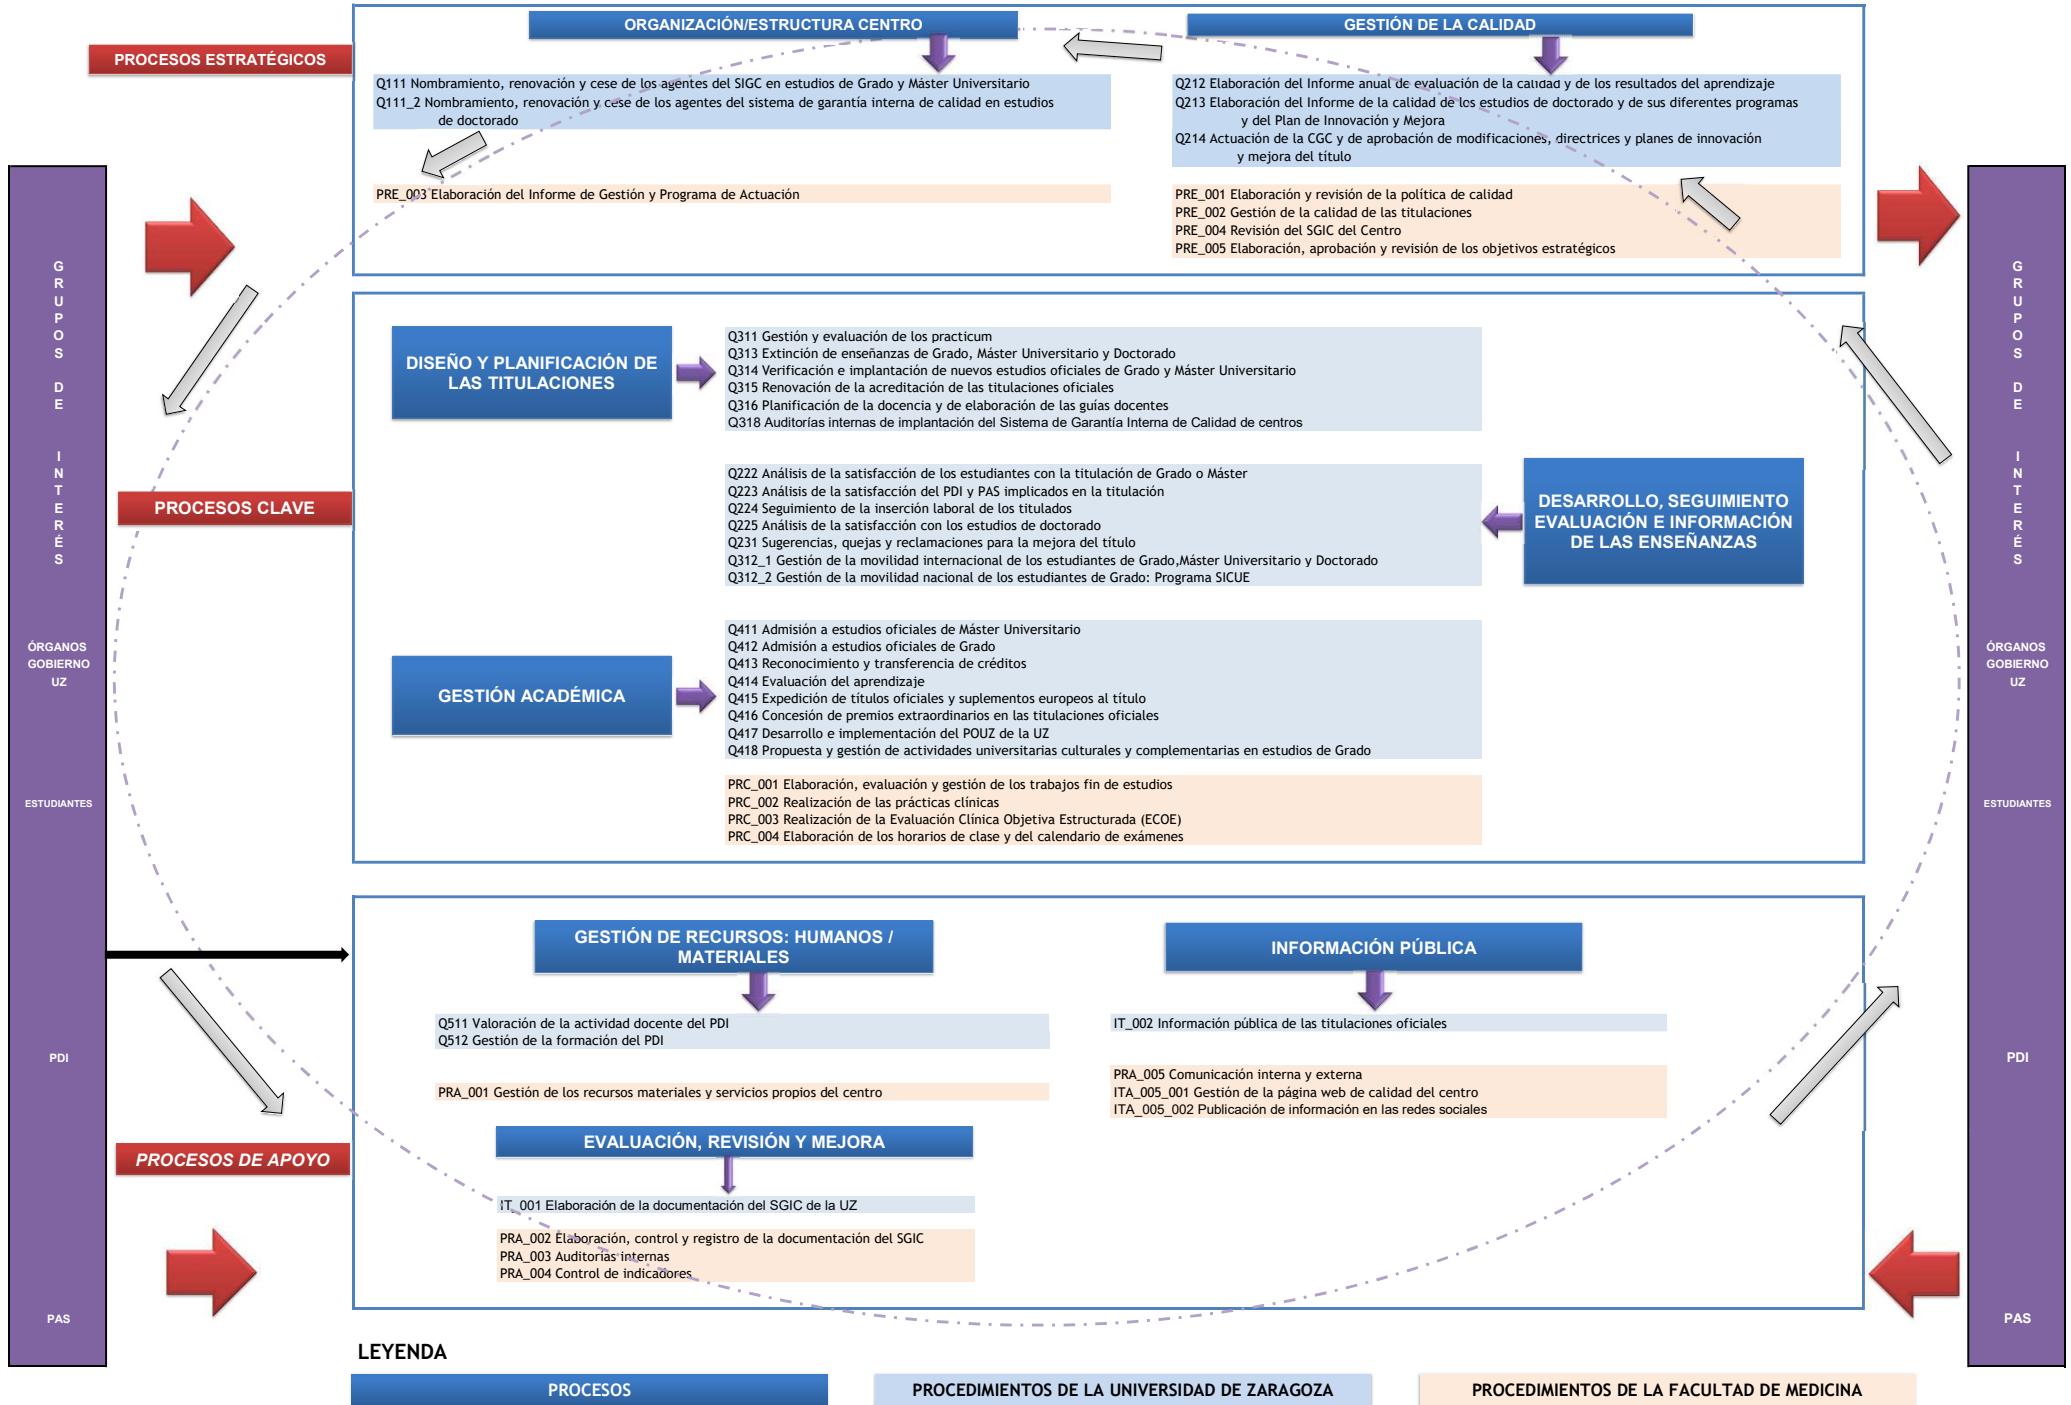 ORGANIZACIÓN/ESTRUCTURA CENTRO
GESTIÓN DE LA CALIDAD
PROCESOS ESTRATÉGICOS
Q111 Nombramiento, renovación y cese de los agentes del SIGC en estudios de Grado y Máster Universitario
Q111_2 Nombramiento, renovación y cese de los agentes del sistema de garantía interna de calidad en estudios
de doctorado
Q212 Elaboración del Informe anual de evaluación de la calidad y de los resultados del aprendizaje
Q213 Elaboración del Informe de la calidad de los estudios de doctorado y de sus diferentes programas
y del Plan de Innovación y Mejora
Q214 Actuación de la CGC y de aprobación de modificaciones, directrices y planes de innovación
y mejora del título
PRE_003 Elaboración del Informe de Gestión y Programa de Actuación
PRE_001 Elaboración y revisión de la política de calidad
PRE_002 Gestión de la calidad de las titulaciones
PRE_004 Revisión del SGIC del Centro
PRE_005 Elaboración, aprobación y revisión de los objetivos estratégicos
GRUPOS DE INTERÉS
ÓRGANOS
GOBIERNO
UZ
ESTUDIANTES
PDI
PAS
DISEÑO Y PLANIFICACIÓN DE
LAS TITULACIONES
Q311 Gestión y evaluación de los practicum
Q313 Extinción de enseñanzas de Grado, Máster Universitario y Doctorado
Q314 Verificación e implantación de nuevos estudios oficiales de Grado y Máster Universitario
Q315 Renovación de la acreditación de las titulaciones oficiales
Q316 Planificación de la docencia y de elaboración de las guías docentes
Q318 Auditorías internas de implantación del Sistema de Garantía Interna de Calidad de centros
PROCESOS CLAVE
Q222 Análisis de la satisfacción de los estudiantes con la titulación de Grado o Máster
Q223 Análisis de la satisfacción del PDI y PAS implicados en la titulación
Q224 Seguimiento de la inserción laboral de los titulados
Q225 Análisis de la satisfacción con los estudios de doctorado
Q231 Sugerencias, quejas y reclamaciones para la mejora del título
Q312_1 Gestión de la movilidad internacional de los estudiantes de Grado,Máster Universitario y Doctorado
Q312_2 Gestión de la movilidad nacional de los estudiantes de Grado: Programa SICUE
DESARROLLO, SEGUIMIENTO
EVALUACIÓN E INFORMACIÓN
DE LAS ENSEÑANZAS
GESTIÓN ACADÉMICA
Q411 Admisión a estudios oficiales de Máster Universitario
Q412 Admisión a estudios oficiales de Grado
Q413 Reconocimiento y transferencia de créditos
Q414 Evaluación del aprendizaje
Q415 Expedición de títulos oficiales y suplementos europeos al título
Q416 Concesión de premios extraordinarios en las titulaciones oficiales
Q417 Desarrollo e implementación del POUZ de la UZ
Q418 Propuesta y gestión de actividades universitarias culturales y complementarias en estudios de Grado
PRC_001 Elaboración, evaluación y gestión de los trabajos fin de estudios
PRC_002 Realización de las prácticas clínicas
PRC_003 Realización de la Evaluación Clínica Objetiva Estructurada (ECOE)
PRC_004 Elaboración de los horarios de clase y del calendario de exámenes
GESTIÓN DE RECURSOS: HUMANOS /
MATERIALES
INFORMACIÓN PÚBLICA
Q511 Valoración de la actividad docente del PDI
Q512 Gestión de la formación del PDI
IT_002 Información pública de las titulaciones oficiales
PRA_001 Gestión de los recursos materiales y servicios propios del centro
PRA_005 Comunicación interna y externa
ITA_005_001 Gestión de la página web de calidad del centro
ITA_005_002 Publicación de información en las redes sociales
PROCESOS DE APOYO
EVALUACIÓN, REVISIÓN Y MEJORA
IT_001 Elaboración de la documentación del SGIC de la UZ
PRA_002 Elaboración, control y registro de la documentación del SGIC
PRA_003 Auditorías internas
PRA_004 Control de indicadores
GRUPOS DE INTERÉS
ÓRGANOS
GOBIERNO
UZ
ESTUDIANTES
PDI
PAS
LEYENDA
PROCESOS
PROCEDIMIENTOS DE LA UNIVERSIDAD DE ZARAGOZA
PROCEDIMIENTOS DE LA FACULTAD DE MEDICINA